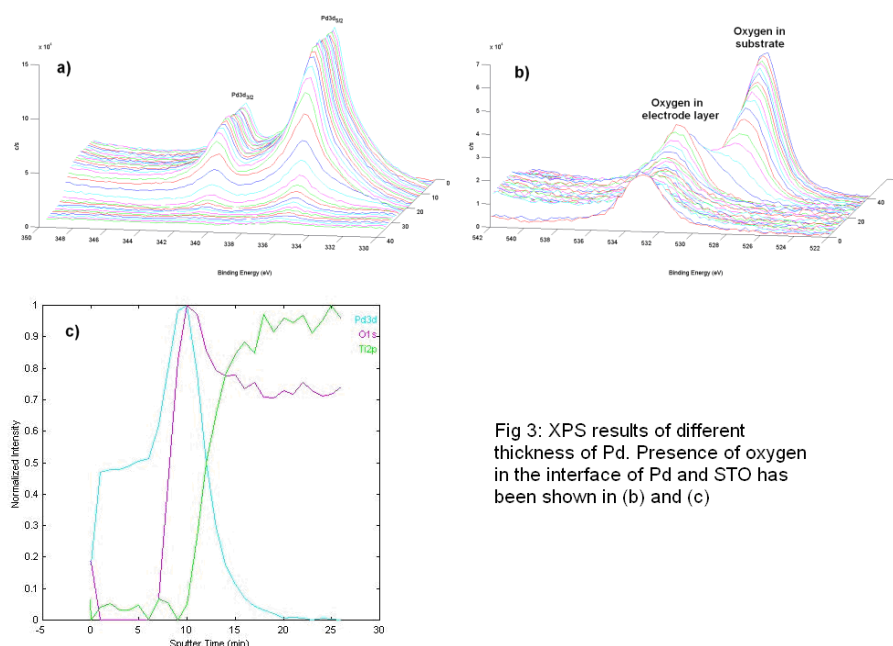 Pd3d5/2
x 10⁴
15
a)
Pd3d3/2
10
c/s
5
0
0
10
20
30
40
350
348
346
344
342
340
338
336
334
332
330
Binding Energy (eV)
x 10⁴
7
b)
Oxygen in
substrate
6
Oxygen in
electrode layer
5
4
c/s
3
2
1
0
40
20
0
542
540
538
536
534
532
530
528
526
524
522
Binding Energy (eV)
1
c)
Pd3d
O1s
Ti2p
0.9
0.8
0.7
0.6
0.5
0.4
0.3
0.2
0.1
0
Normalized Intensity
-5
0
5
10
15
20
25
30
Sputter Time (min)
Fig 3: XPS results of different
thickness of Pd. Presence of oxygen
in the interface of Pd and STO has
been shown in (b) and (c)